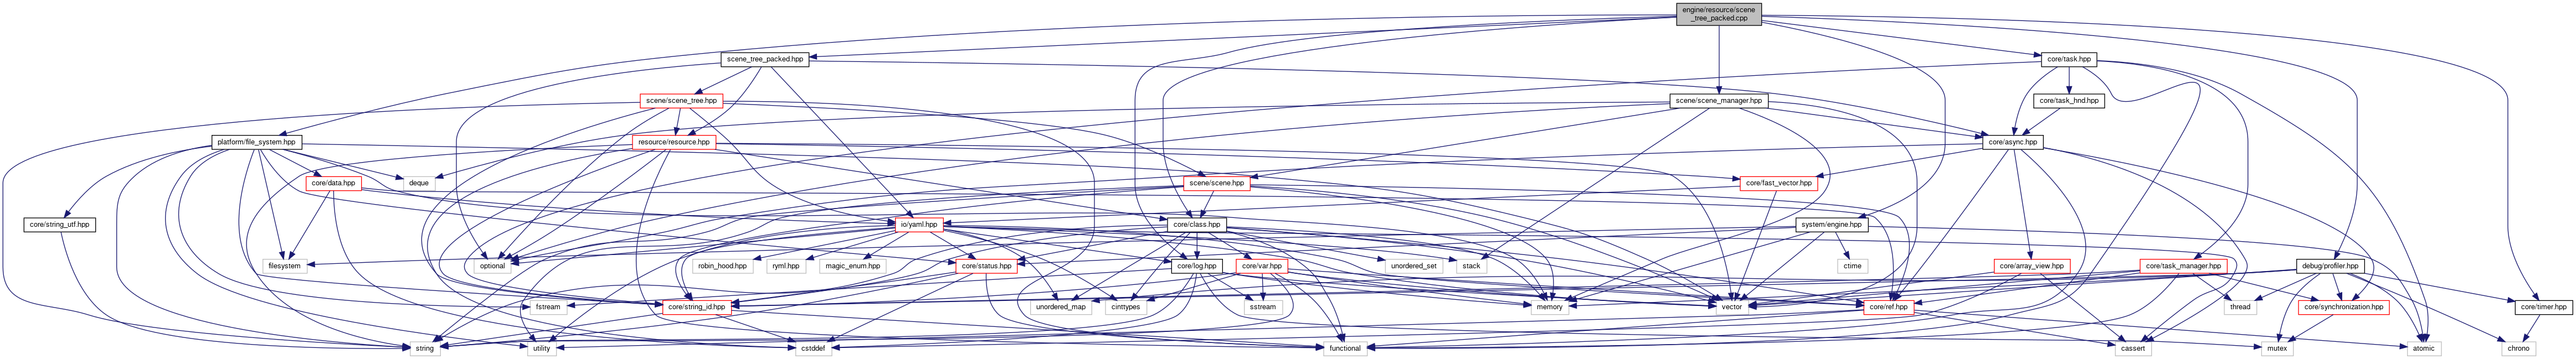 engine/resource/scene
_tree_packed.cpp
scene_tree_packed.hpp
core/task.hpp
scene/scene_tree.hpp
scene/scene_manager.hpp
core/task_hnd.hpp
platform/file_system.hpp
resource/resource.hpp
core/async.hpp
core/data.hpp
deque
scene/scene.hpp
core/fast_vector.hpp
core/string_utf.hpp
io/yaml.hpp
core/class.hpp
system/engine.hpp
filesystem
optional
robin_hood.hpp
ryml.hpp
magic_enum.hpp
core/status.hpp
core/log.hpp
core/var.hpp
unordered_set
stack
ctime
core/array_view.hpp
core/task_manager.hpp
debug/profiler.hpp
fstream
core/string_id.hpp
unordered_map
cinttypes
sstream
memory
vector
core/ref.hpp
thread
core/synchronization.hpp
core/timer.hpp
string
utility
cstddef
functional
cassert
mutex
atomic
chrono